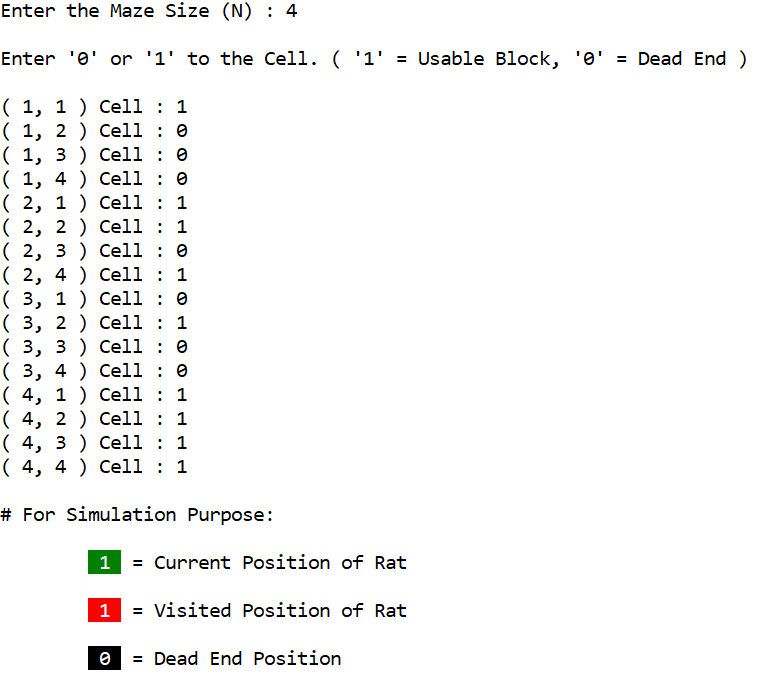 Enter the Maze Size (N) : 4
Enter '0' or '1' to the Cell. ( '1' = Usable Block, '0' = Dead End )
( 1, 1 ) Cell : 1
( 1, 2 ) Cell : 0
( 1, 3 ) Cell : 0
( 1, 4 ) Cell : 0
( 2, 1 ) Cell : 1
( 2, 2 ) Cell : 1
( 2, 3 ) Cell : 0
( 2, 4 ) Cell : 1
( 3, 1 ) Cell : 0
( 3, 2 ) Cell : 1
( 3, 3 ) Cell : 0
( 3, 4 ) Cell : 0
( 4, 1 ) Cell : 1
( 4, 2 ) Cell : 1
( 4, 3 ) Cell : 1
( 4, 4 ) Cell : 1
# For Simulation Purpose:
1 = Current Position of Rat
1 = Visited Position of Rat
0 = Dead End Position